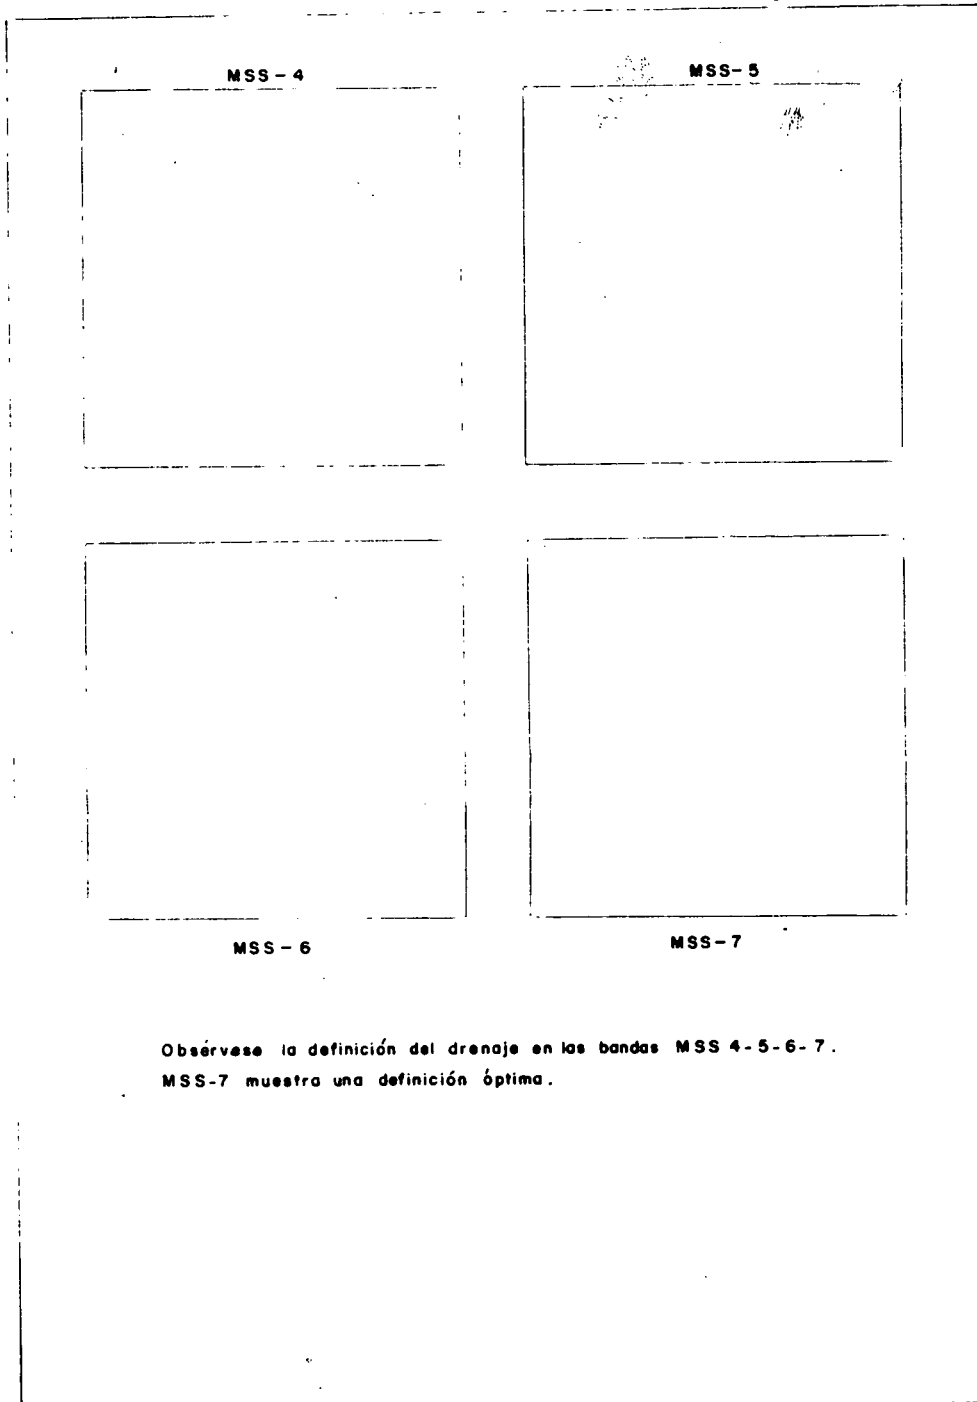 MSS-4
MSS-5
MSS-6
MSS-7
Obsérvese la definición del drenaje en las bandas MSS 4-5-6-7.
MSS-7 muestra una definición óptima.